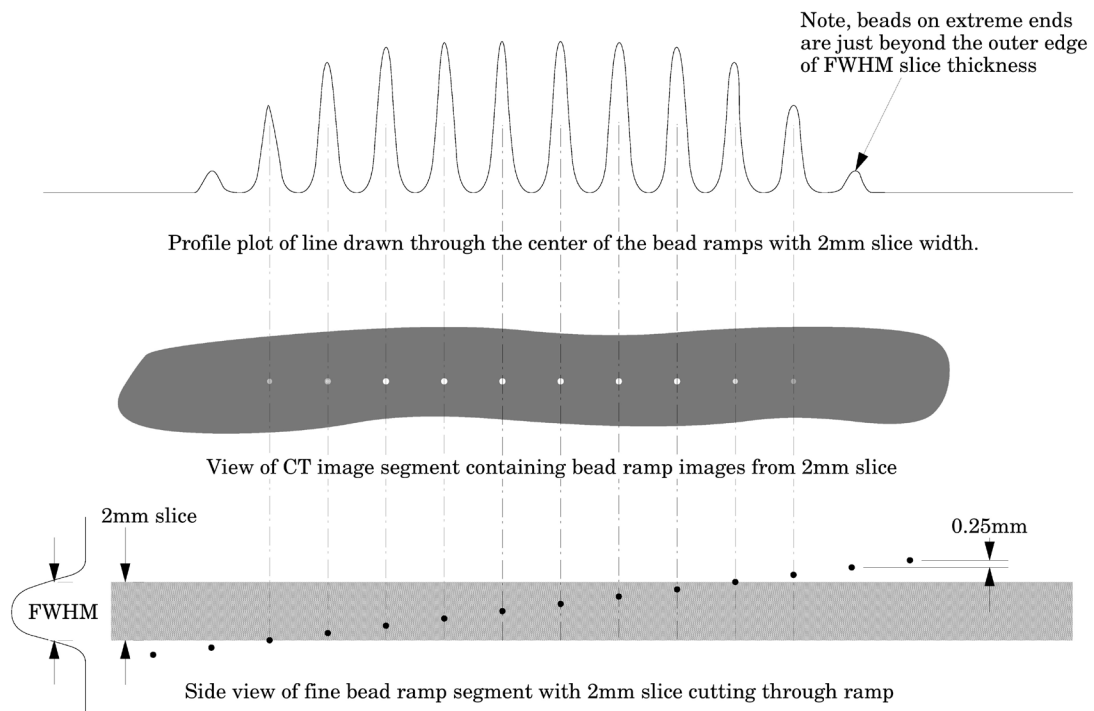 Note, beads on extreme ends
are just beyond the outer edge
of FWHM slice thickness
Profile plot of line drawn through the center of the bead ramps with 2mm slice width.
View of CT image segment containing bead ramp images from 2mm slice
2mm slice
0.25mm
FWHM
Side view of fine bead ramp segment with 2mm slice cutting through ramp